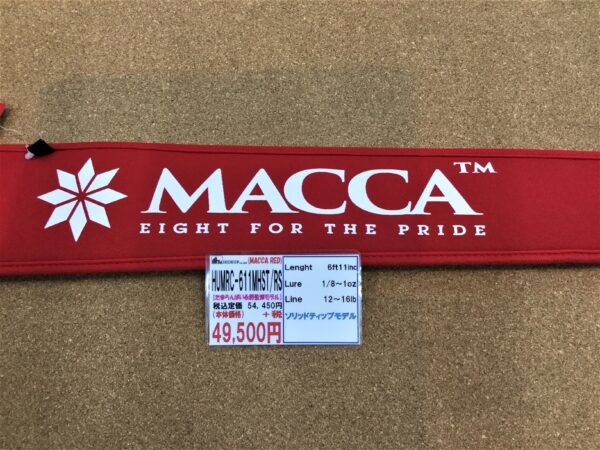 MACCA™
EIGHT FOR THE PRIDE
(MACCA RED)
HUMRC-611MHST/RS
税込定価 54,450円
(本体価格) +税
49,500円
Lenght 6ft11inc
Lure 1/8～1oz
Line 12～16lb
ソリッドティップモデル